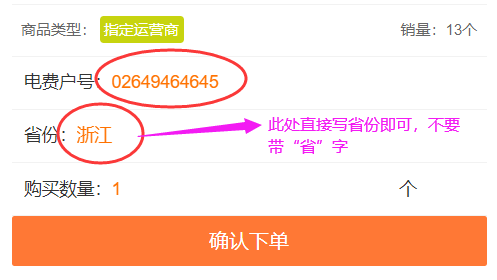 商品类型： 指定运营商 销量：13个
电费户号：02649464645
省份：浙江
此处直接写省份即可，不要
带“省”字
购买数量：1 个
确认下单